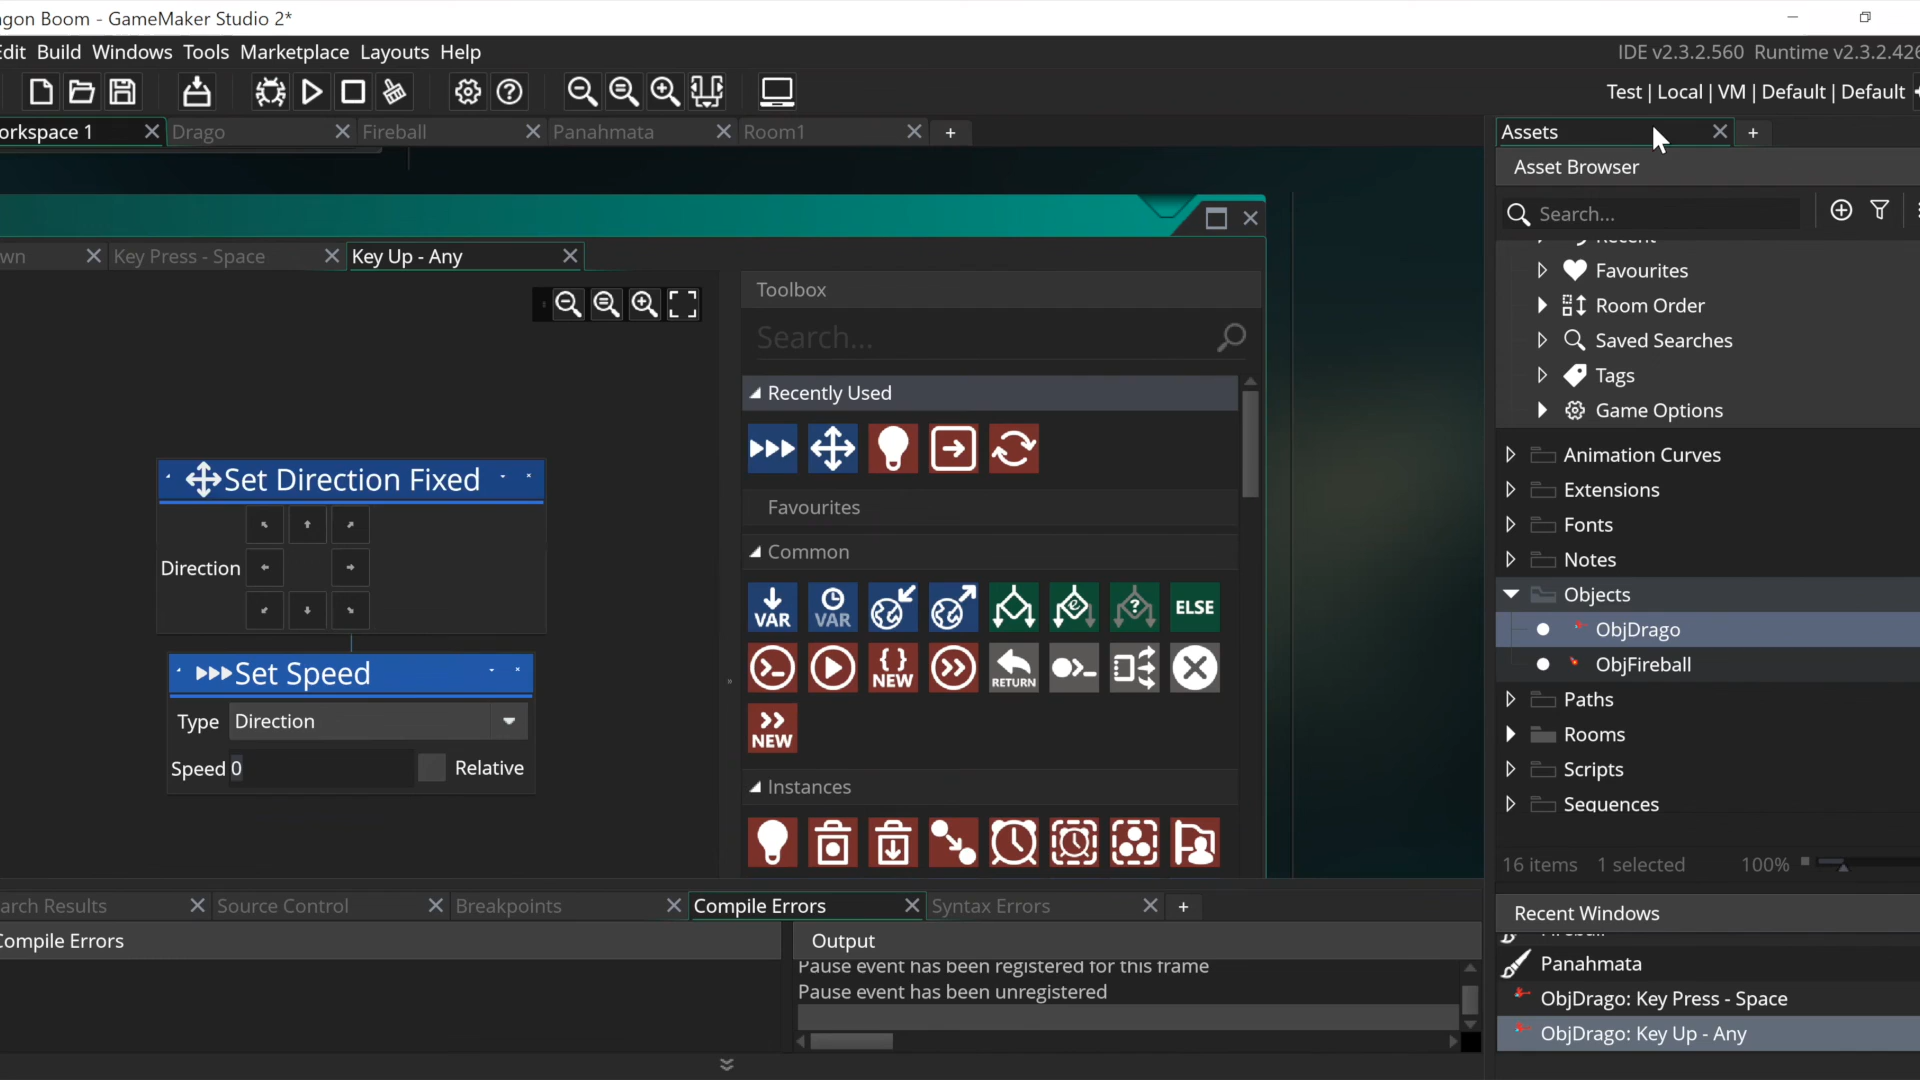 agon Boom - GameMaker Studio 2*
Edit Build Windows Tools Marketplace Layouts Help
IDE v2.3.2.560 Runtime v2.3.2.426
Test | Local | VM | Default | Default
orkspace 1 Drago Fireball Panahmata Room1 +
Assets +
Asset Browser
Search...
Recent
Favourites
Room Order
Saved Searches
Tags
Game Options
Animation Curves
Extensions
Fonts
Notes
Objects
ObjDrago
ObjFireball
Paths
Rooms
Scripts
Sequences
16 items 1 selected 100%
Recent Windows
Fireball
Panahmata
ObjDrago: Key Press - Space
ObjDrago: Key Up - Any
wn Key Press - Space Key Up - Any
Toolbox
Search...
Recently Used
Favourites
Common
VAR VAR ELSE
NEW RETURN
NEW
Instances
Set Direction Fixed
Direction
Set Speed
Type Direction
Speed 0 Relative
arch Results Source Control Breakpoints Compile Errors Syntax Errors +
Compile Errors
Output
Pause event has been registered for this frame
Pause event has been unregistered